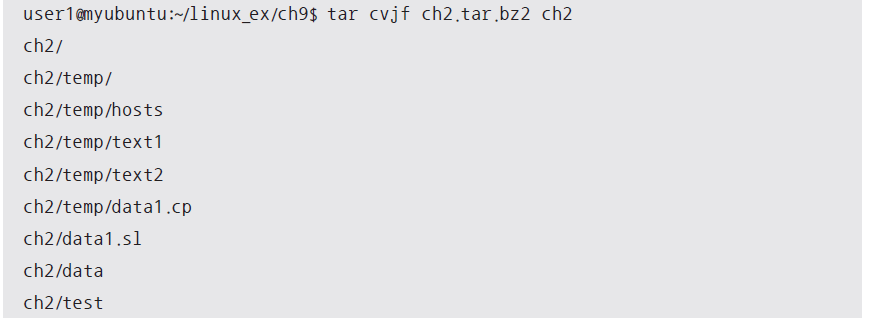 user1@myubuntu:~/linux_ex/ch9$ tar cvjf ch2.tar.bz2 ch2
ch2/
ch2/temp/
ch2/temp/hosts
ch2/temp/text1
ch2/temp/text2
ch2/temp/data1.cp
ch2/data1.sl
ch2/data
ch2/test